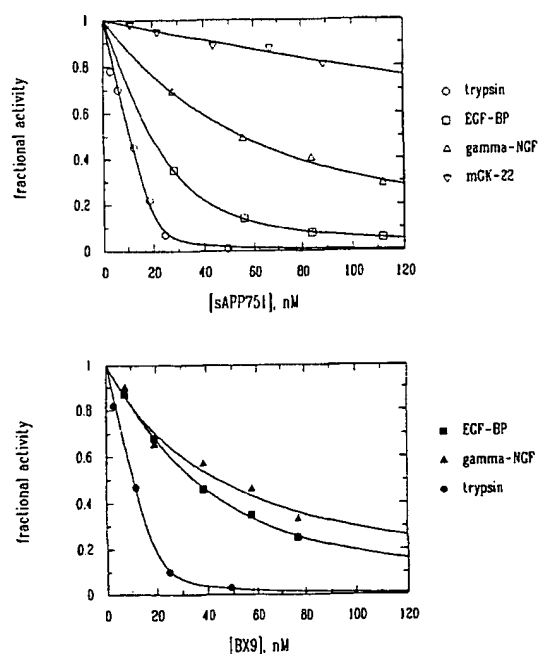 1
0.8
0.6
0.4
0.2
0
fractional activity
0 20 40 60 80 100 120
[sAPP751], nM
trypsin
EGF-BP
gamma-NGF
mGK-22
1
0.8
0.6
0.4
0.2
0
fractional activity
0 20 40 60 80 100 120
[BX9], nM
EGF-BP
gamma-NGF
trypsin